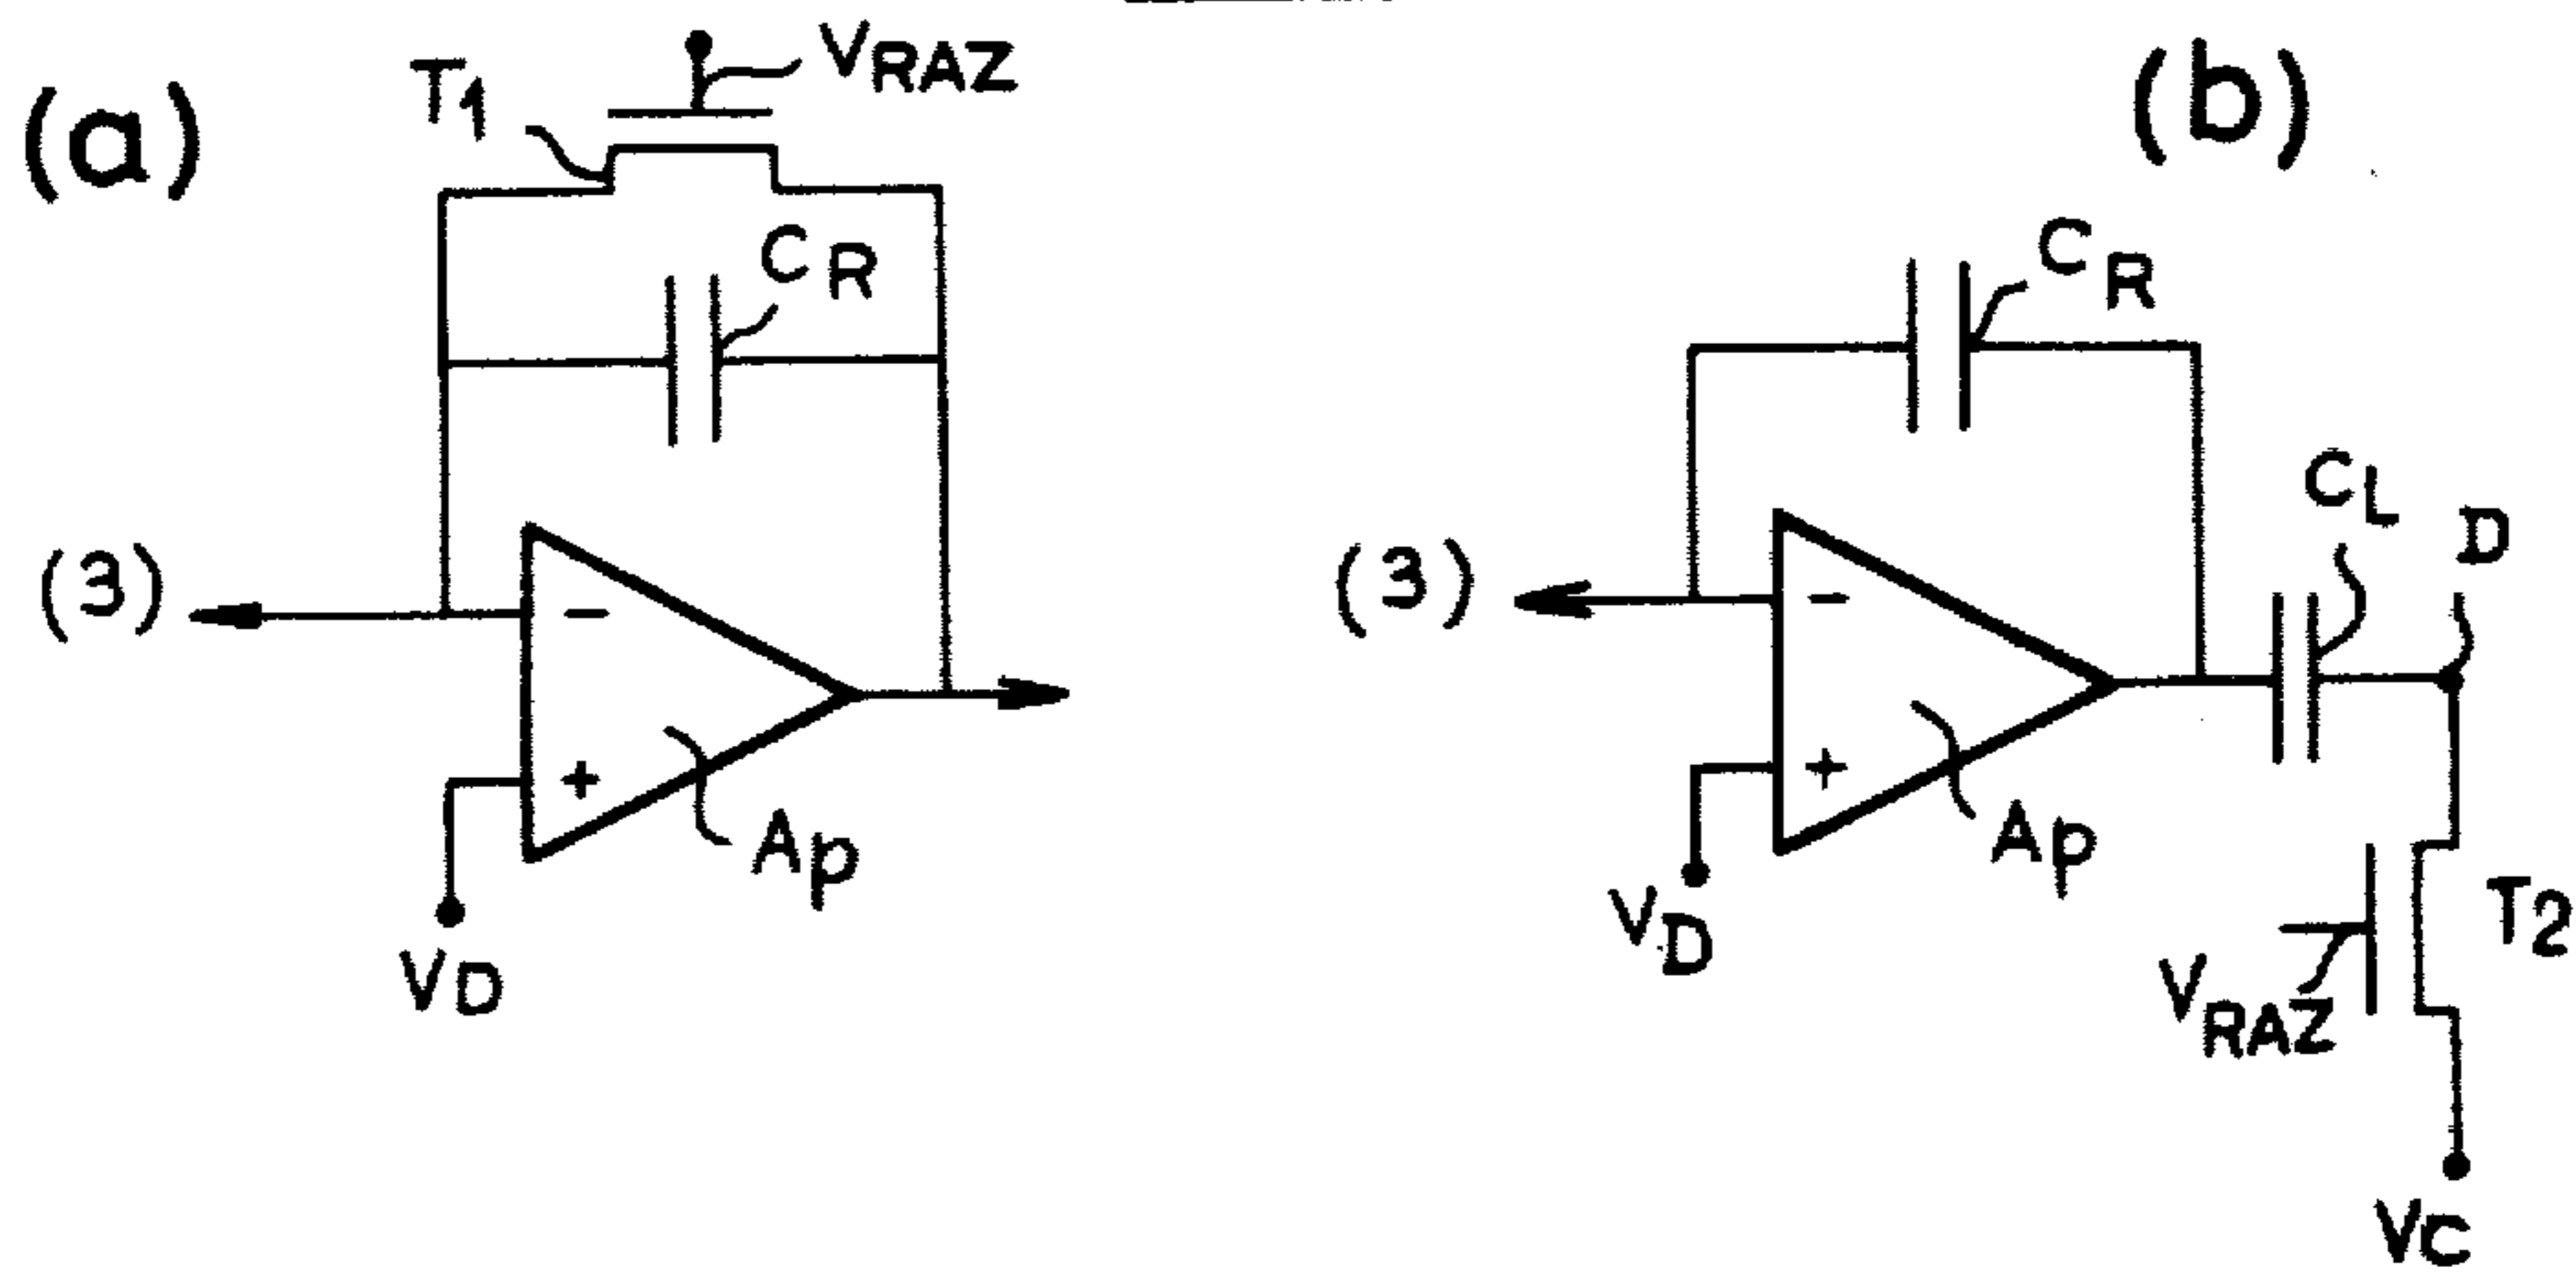 (a)
T1
VRAZ
CR
(3)
-
+
Ap
VD
(b)
CR
CL
D
(3)
-
+
Ap
VD
T2
VRAZ
VC